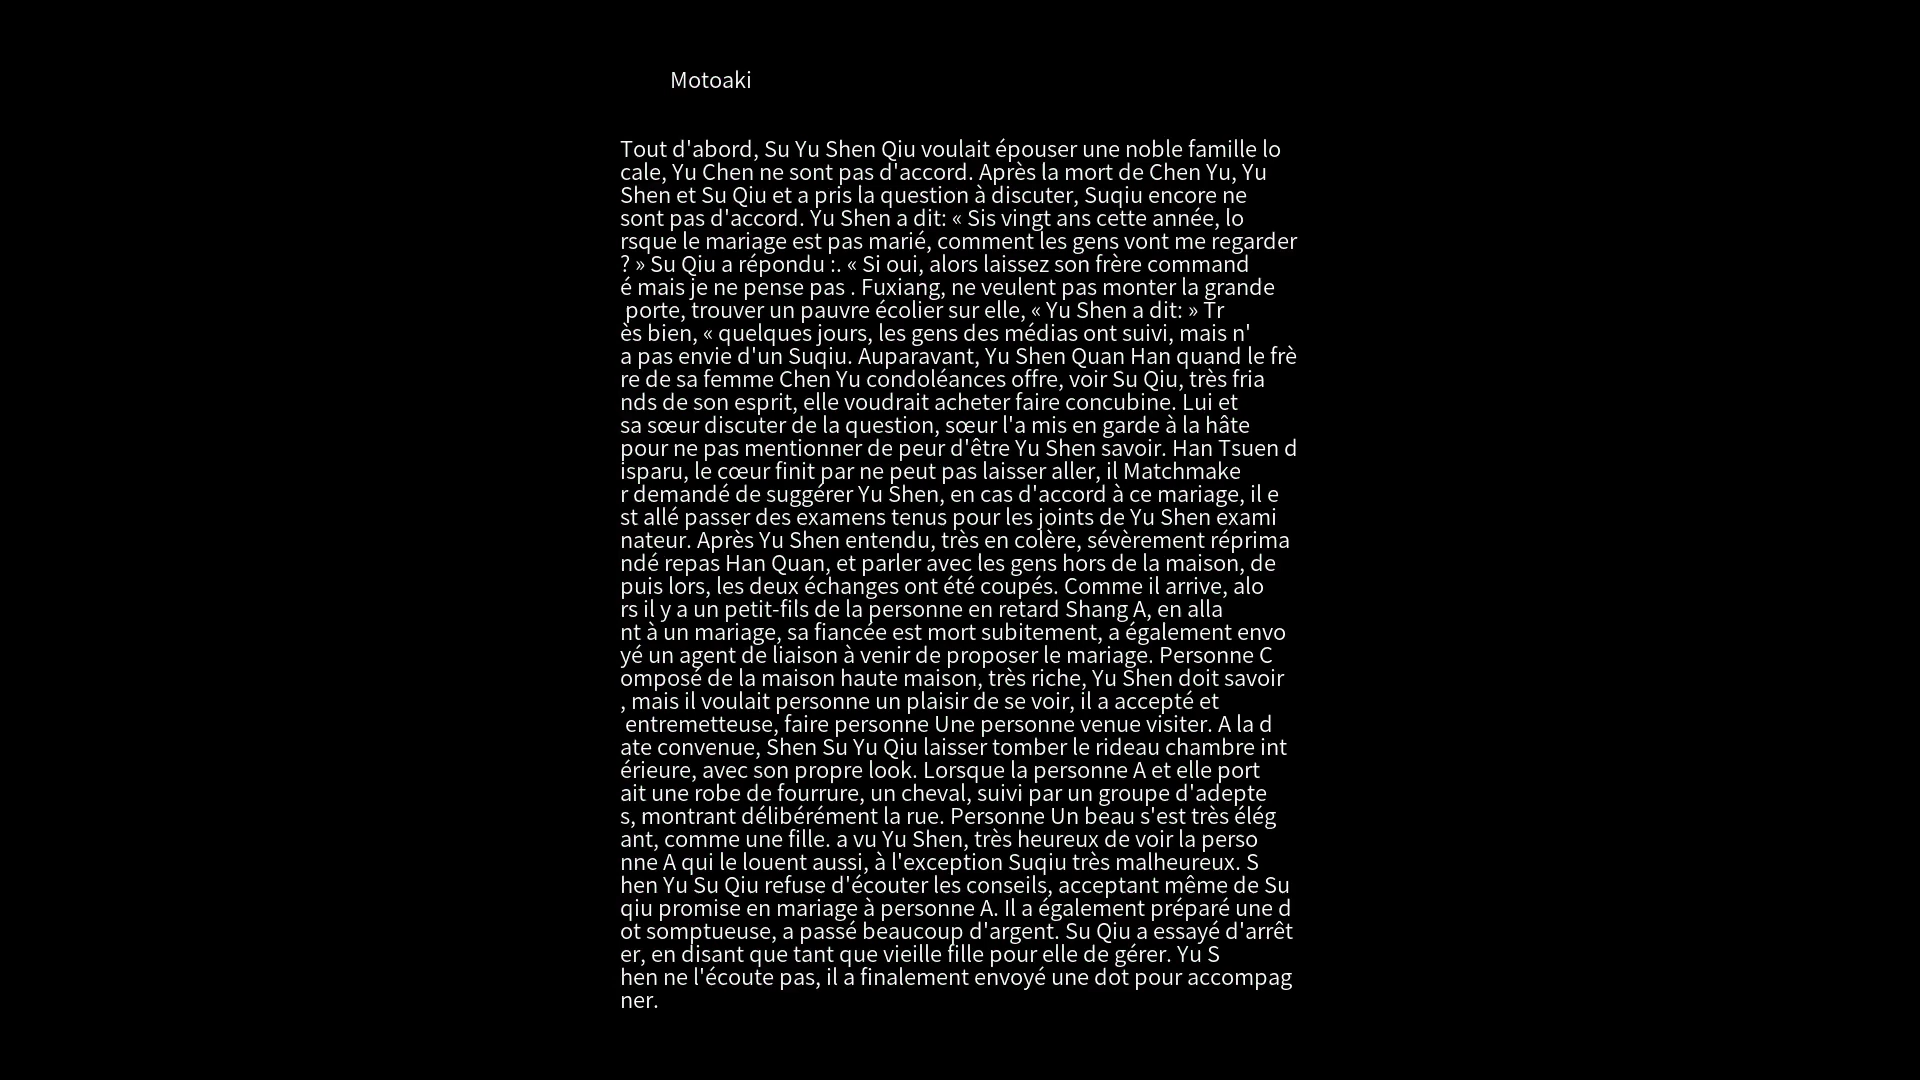 Motoaki
Tout d'abord, Su Yu Shen Qiu voulait épouser une noble famille lo
cale, Yu Chen ne sont pas d'accord. Après la mort de Chen Yu, Yu
Shen et Su Qiu et a pris la question à discuter, Suqiu encore ne
sont pas d'accord. Yu Shen a dit: « Sis vingt ans cette année, lo
rsque le mariage est pas marié, comment les gens vont me regarder
? » Su Qiu a répondu :. « Si oui, alors laissez son frère command
é mais je ne pense pas . Fuxiang, ne veulent pas monter la grande
porte, trouver un pauvre écolier sur elle, « Yu Shen a dit: » Tr
ès bien, « quelques jours, les gens des médias ont suivi, mais n'
a pas envie d'un Suqiu. Auparavant, Yu Shen Quan Han quand le frè
re de sa femme Chen Yu condoléances offre, voir Su Qiu, très fria
nds de son esprit, elle voudrait acheter faire concubine. Lui et
sa sœur discuter de la question, sœur l'a mis en garde à la hâte
pour ne pas mentionner de peur d'être Yu Shen savoir. Han Tsuen d
isparu, le cœur finit par ne peut pas laisser aller, il Matchmake
r demandé de suggérer Yu Shen, en cas d'accord à ce mariage, il e
st allé passer des examens tenus pour les joints de Yu Shen exami
nateur. Après Yu Shen entendu, très en colère, sévèrement réprima
ndé repas Han Quan, et parler avec les gens hors de la maison, de
puis lors, les deux échanges ont été coupés. Comme il arrive, alo
rs il y a un petit-fils de la personne en retard Shang A, en alla
nt à un mariage, sa fiancée est mort subitement, a également envo
yé un agent de liaison à venir de proposer le mariage. Personne C
omposé de la maison haute maison, très riche, Yu Shen doit savoir
, mais il voulait personne un plaisir de se voir, il a accepté et
entremetteuse, faire personne Une personne venue visiter. A la d
ate convenue, Shen Su Yu Qiu laisser tomber le rideau chambre int
érieure, avec son propre look. Lorsque la personne A et elle port
ait une robe de fourrure, un cheval, suivi par un groupe d'adepte
s, montrant délibérément la rue. Personne Un beau s'est très élég
ant, comme une fille. a vu Yu Shen, très heureux de voir la perso
nne A qui le louent aussi, à l'exception Suqiu très malheureux. S
hen Yu Su Qiu refuse d'écouter les conseils, acceptant même de Su
qiu promise en mariage à personne A. Il a également préparé une d
ot somptueuse, a passé beaucoup d'argent. Su Qiu a essayé d'arrêt
er, en disant que tant que vieille fille pour elle de gérer. Yu S
hen ne l'écoute pas, il a finalement envoyé une dot pour accompag
ner.